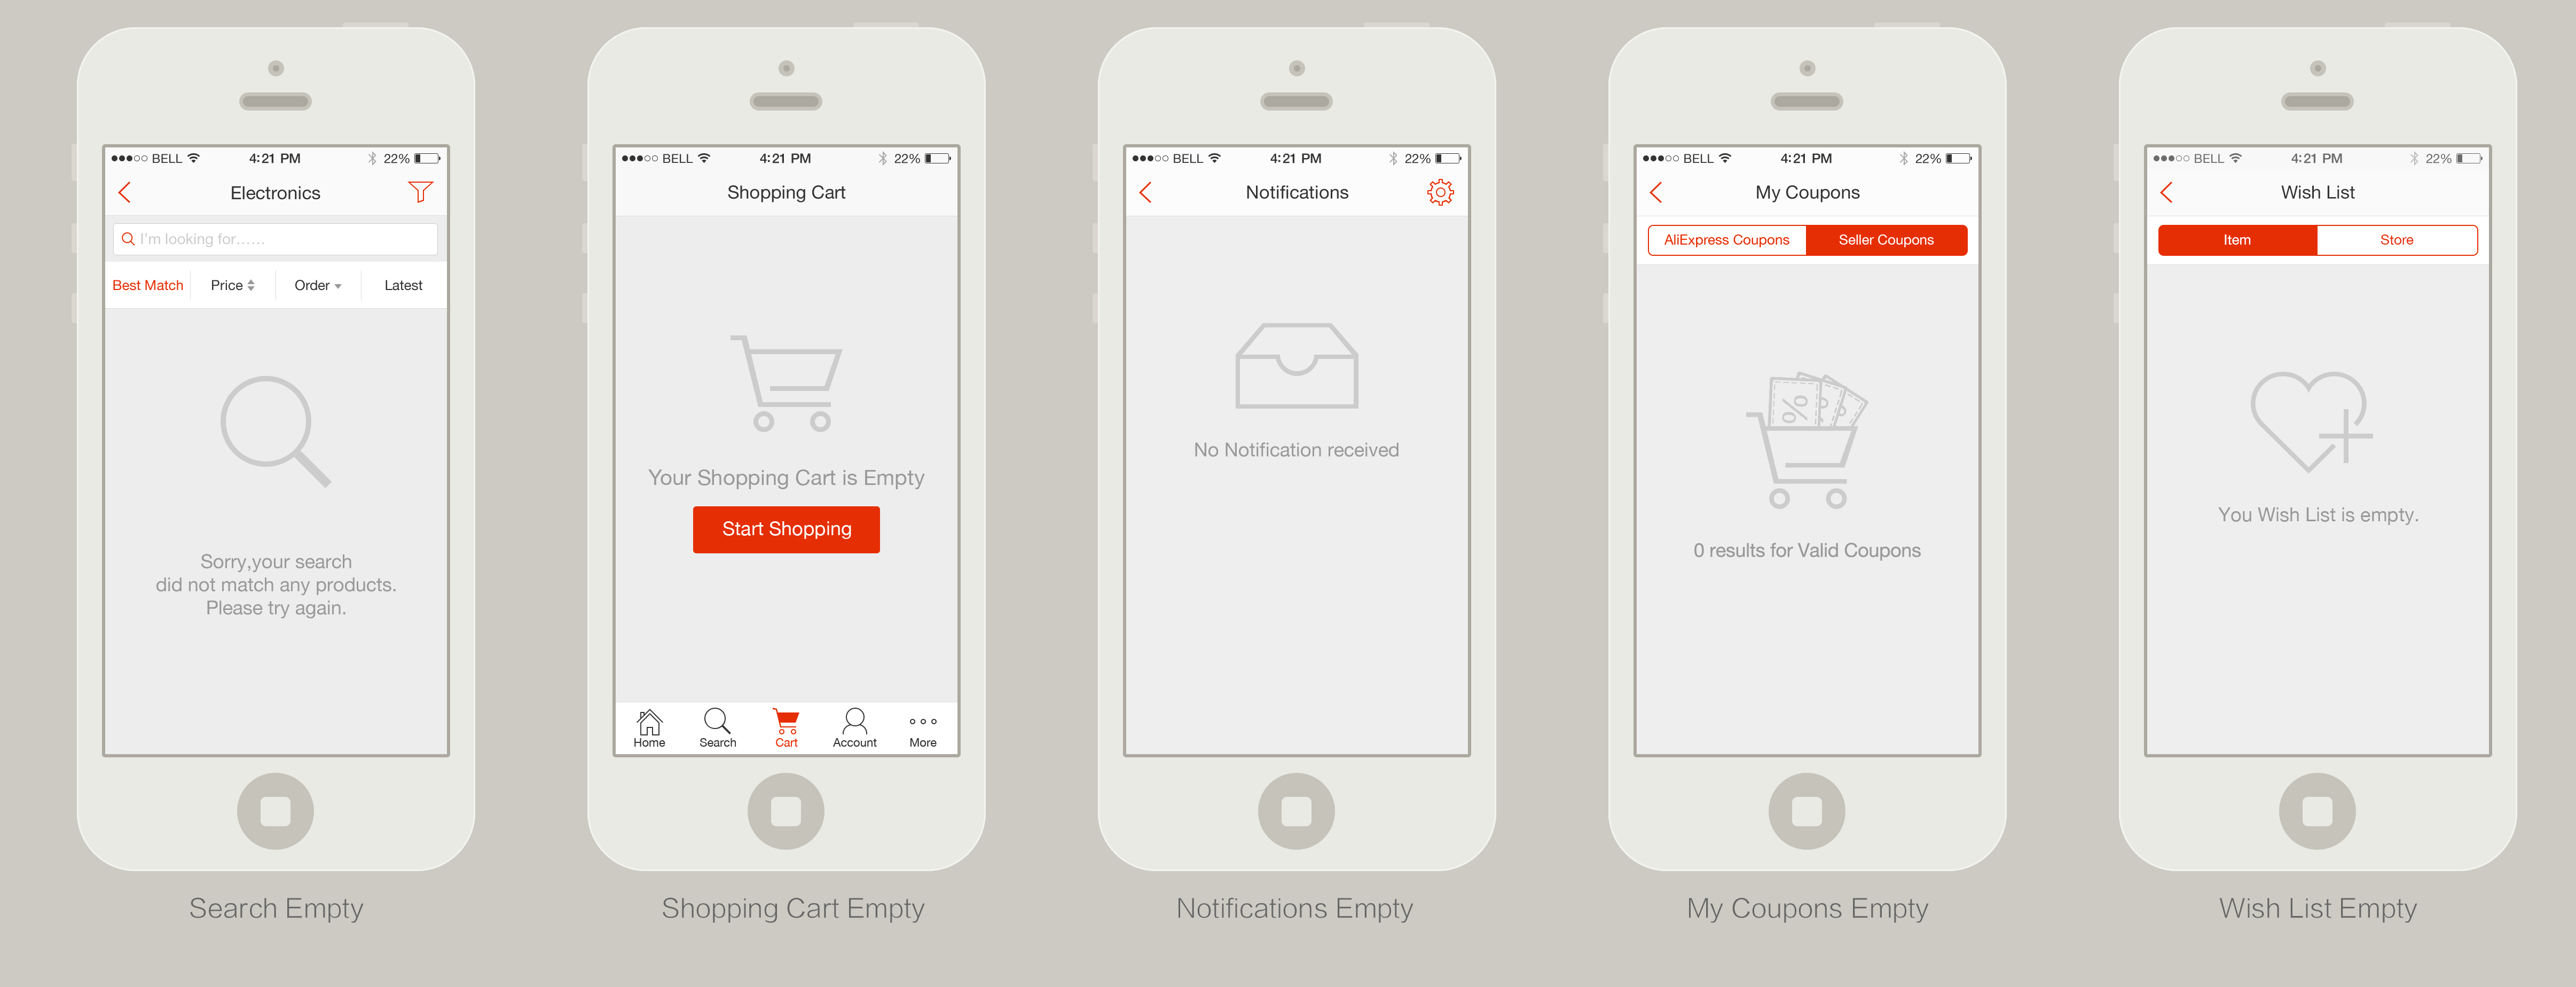 BELL 4:21 PM 22%
Electronics
I'm looking for......
Best Match Price Order Latest
Sorry,your search
did not match any products.
Please try again.
Search Empty
BELL 4:21 PM 22%
Shopping Cart
Your Shopping Cart is Empty
Start Shopping
Home Search Cart Account More
Shopping Cart Empty
BELL 4:21 PM 22%
Notifications
No Notification received
Notifications Empty
BELL 4:21 PM 22%
My Coupons
AliExpress Coupons Seller Coupons
%
0 results for Valid Coupons
My Coupons Empty
BELL 4:21 PM 22%
Wish List
Item Store
You Wish List is empty.
Wish List Empty